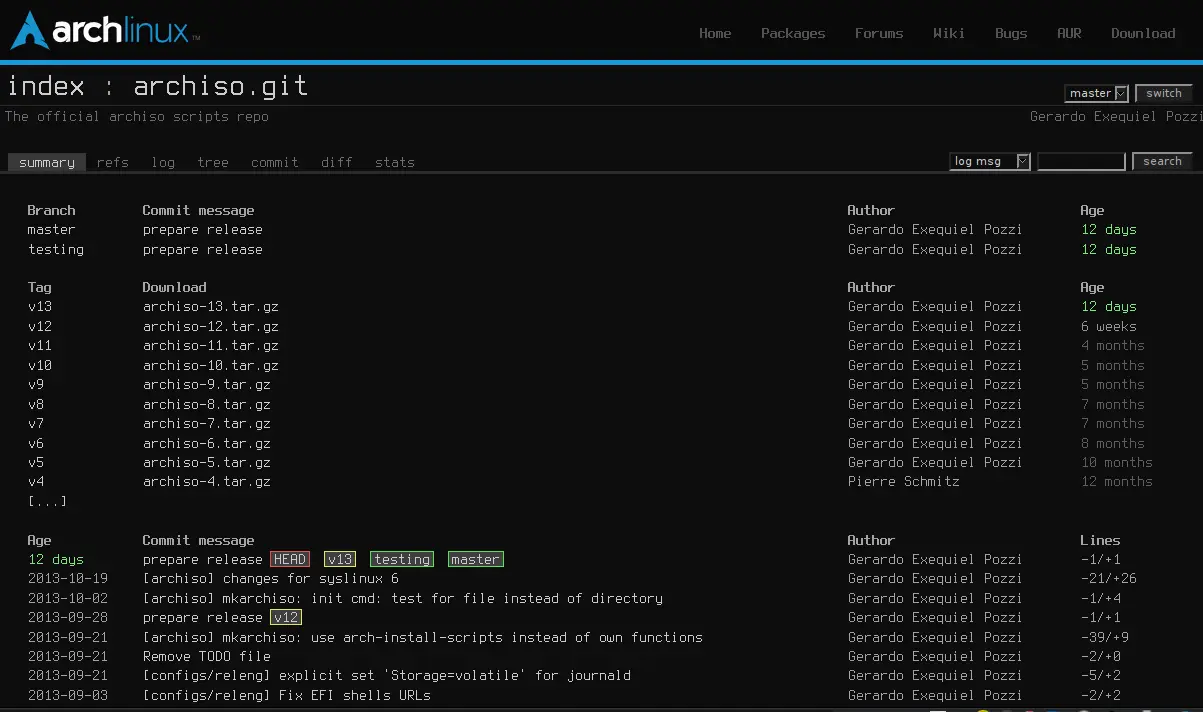 archlinux™
Home Packages Forums Wiki Bugs AUR Download
index : archiso.git
master switch
The official archiso scripts repo Gerardo Exequiel Pozzi
summary refs log tree commit diff stats log msg search
Branch Commit message Author Age
master prepare release Gerardo Exequiel Pozzi 12 days
testing prepare release Gerardo Exequiel Pozzi 12 days
Tag Download Author Age
v13 archiso-13.tar.gz Gerardo Exequiel Pozzi 12 days
v12 archiso-12.tar.gz Gerardo Exequiel Pozzi 6 weeks
v11 archiso-11.tar.gz Gerardo Exequiel Pozzi 4 months
v10 archiso-10.tar.gz Gerardo Exequiel Pozzi 5 months
v9 archiso-9.tar.gz Gerardo Exequiel Pozzi 5 months
v8 archiso-8.tar.gz Gerardo Exequiel Pozzi 7 months
v7 archiso-7.tar.gz Gerardo Exequiel Pozzi 7 months
v6 archiso-6.tar.gz Gerardo Exequiel Pozzi 8 months
v5 archiso-5.tar.gz Gerardo Exequiel Pozzi 10 months
v4 archiso-4.tar.gz Pierre Schmitz 12 months
[...]
Age Commit message Author Lines
12 days prepare release HEAD v13 testing master Gerardo Exequiel Pozzi -1/+1
2013-10-19 [archiso] changes for syslinux 6 Gerardo Exequiel Pozzi -21/+26
2013-10-02 [archiso] mkarchiso: init cmd: test for file instead of directory Gerardo Exequiel Pozzi -1/+4
2013-09-28 prepare release v12 Gerardo Exequiel Pozzi -1/+1
2013-09-21 [archiso] mkarchiso: use arch-install-scripts instead of own functions Gerardo Exequiel Pozzi -39/+9
2013-09-21 Remove TODO file Gerardo Exequiel Pozzi -2/+0
2013-09-21 [configs/releng] explicit set 'Storage=volatile' for journald Gerardo Exequiel Pozzi -5/+2
2013-09-03 [configs/releng] Fix EFI shells URLs Gerardo Exequiel Pozzi -2/+2